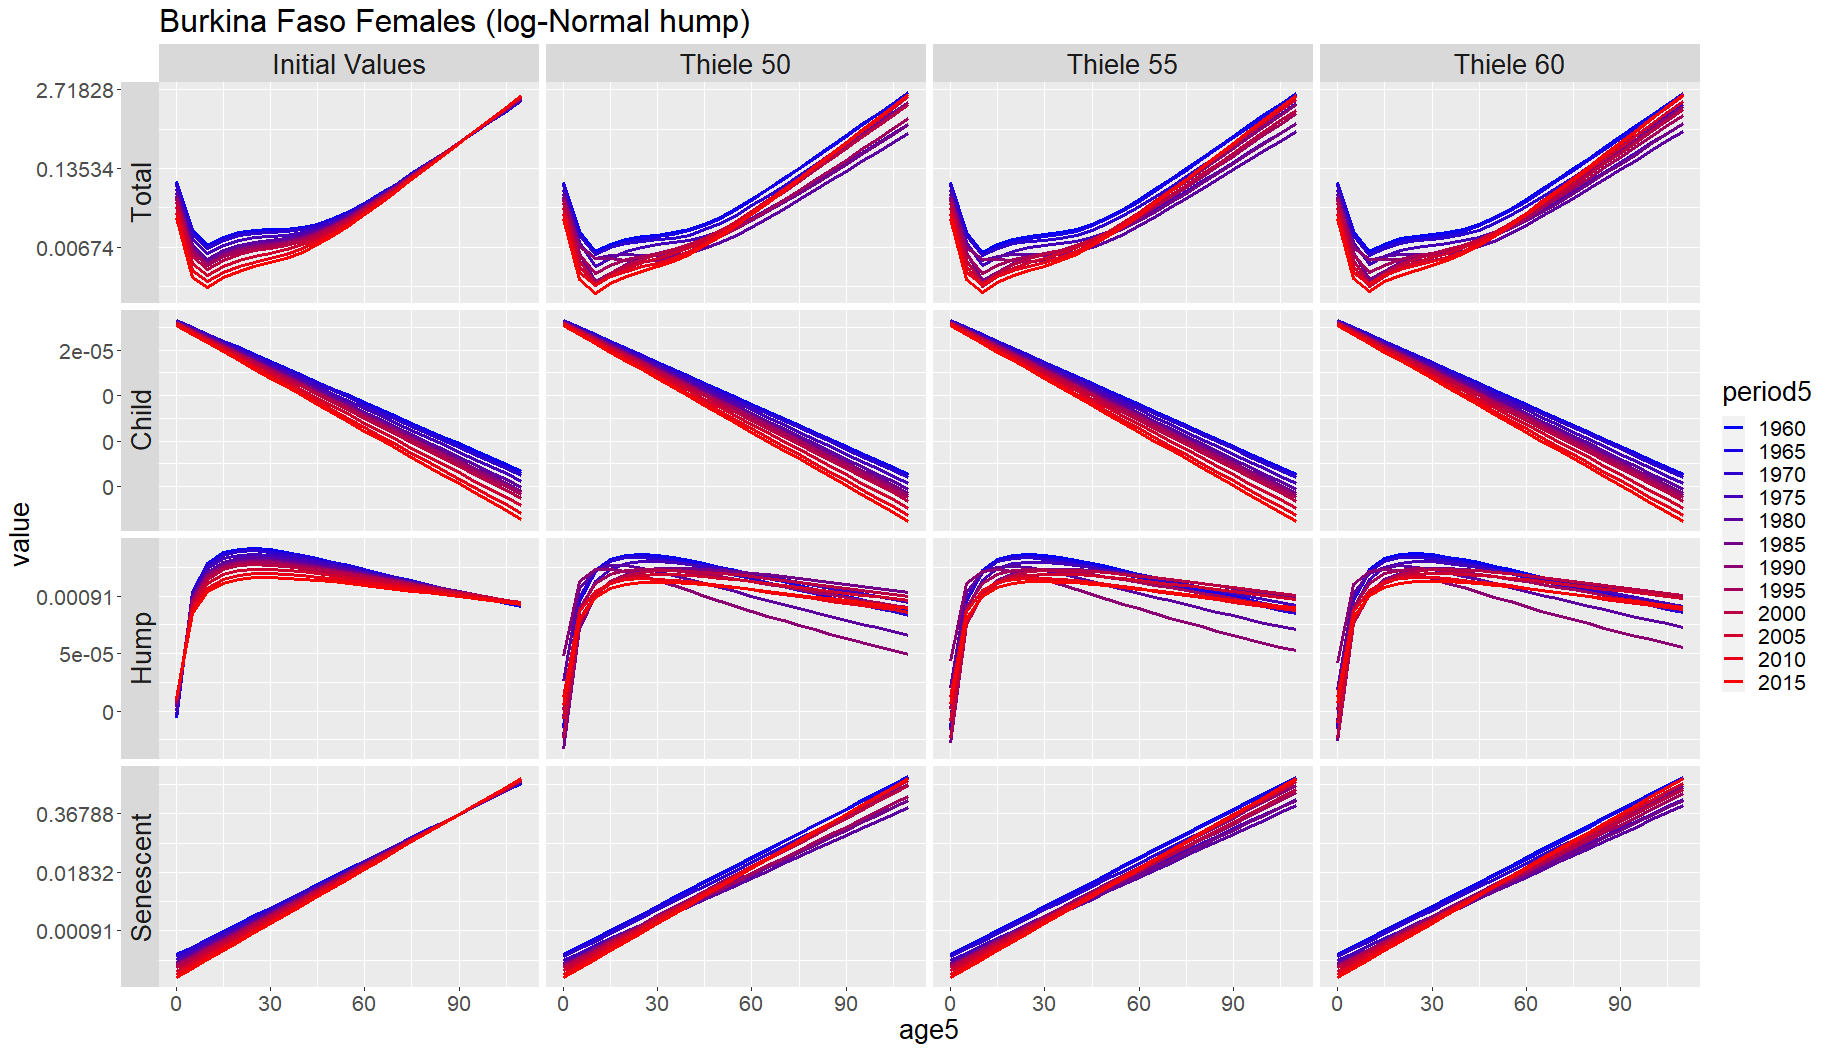 Burkina Faso Females (log-Normal hump)
Initial Values
Thiele 50
Thiele 55
Thiele 60
2.71828
0.13534
0.00674
Total
2e-05
0
0
0
Child
0.00091
5e-05
0
Hump
0.36788
0.01832
0.00091
Senescent
value
0 30 60 90
0 30 60 90
0 30 60 90
0 30 60 90
age5
period5
1960
1965
1970
1975
1980
1985
1990
1995
2000
2005
2010
2015